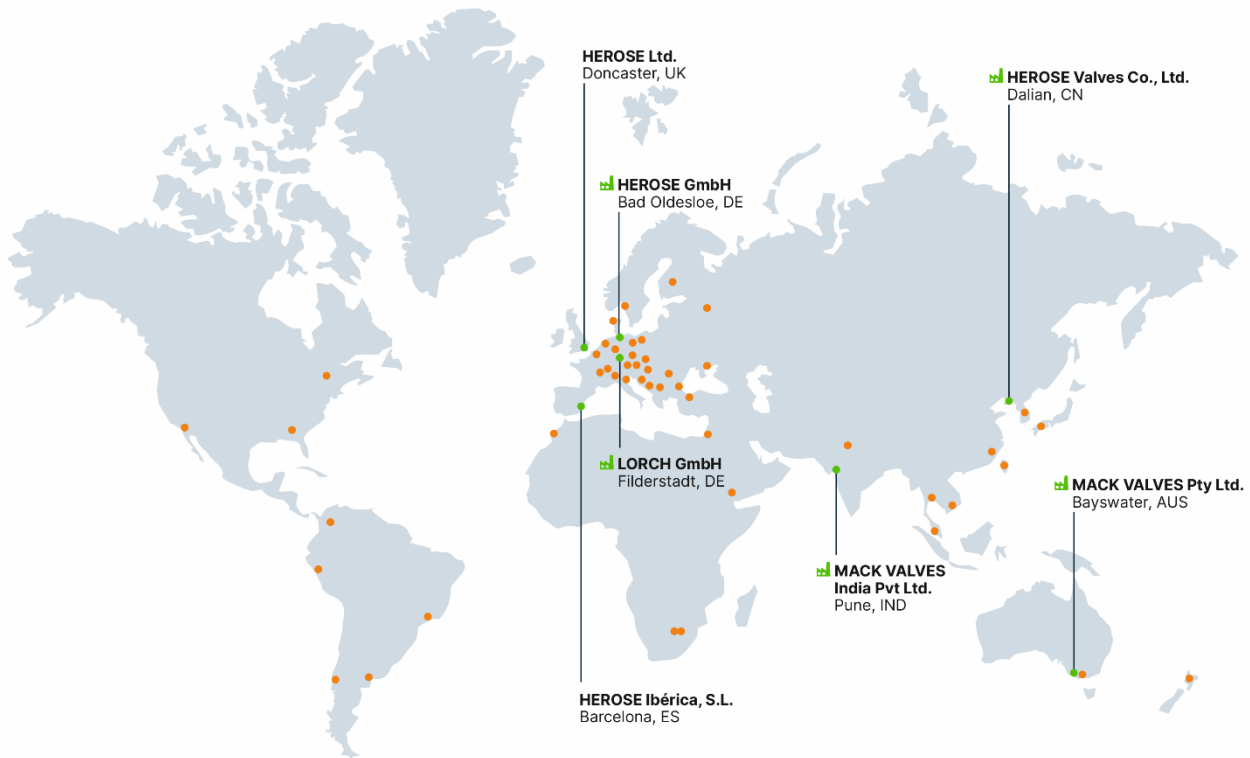 HEROSE Ltd.
Doncaster, UK
HEROSE Valves Co., Ltd.
Dalian, CN
HEROSE GmbH
Bad Oldesloe, DE
LORCH GmbH
Filderstadt, DE
MACK VALVES Pty Ltd.
Bayswater, AUS
MACK VALVES
India Pvt Ltd.
Pune, IND
HEROSE Ibérica, S.L.
Barcelona, ES